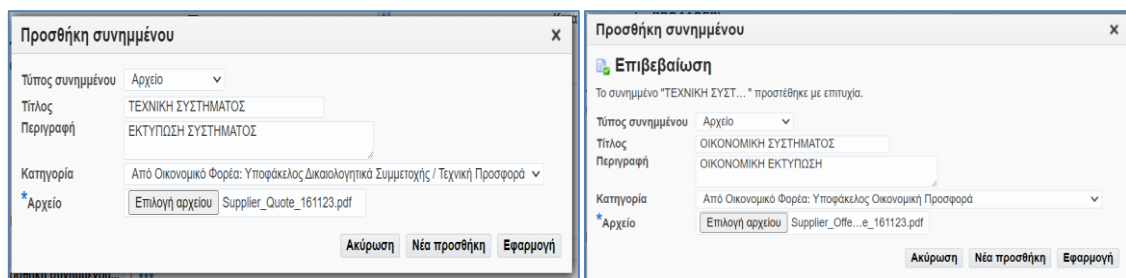 Προσθήκη συνημμένου
Τύπος συνημμένου Αρχείο
Τίτλος ΤΕΧΝΙΚΗ ΣΥΣΤΗΜΑΤΟΣ
Περιγραφή ΕΚΤΥΠΩΣΗ ΣΥΣΤΗΜΑΤΟΣ
Κατηγορία Από Οικονομικό Φορέα: Υποφάκελος Δικαιολογητικά Συμμετοχής / Τεχνική Προσφορά
*Αρχείο Επιλογή αρχείου Supplier_Quote_161123.pdf
Ακύρωση Νέα προσθήκη Εφαρμογή
Προσθήκη συνημμένου
Επιβεβαίωση
Το συνημμένο "ΤΕΧΝΙΚΗ ΣΥΣΤ... " προστέθηκε με επιτυχία.
Τύπος συνημμένου Αρχείο
Τίτλος ΟΙΚΟΝΟΜΙΚΗ ΣΥΣΤΗΜΑΤΟΣ
Περιγραφή ΟΙΚΟΝΟΜΙΚΗ ΕΚΤΥΠΩΣΗ
Κατηγορία Από Οικονομικό Φορέα: Υποφάκελος Οικονομική Προσφορά
*Αρχείο Επιλογή αρχείου Supplier_Offe...e_161123.pdf
Ακύρωση Νέα προσθήκη Εφαρμογή